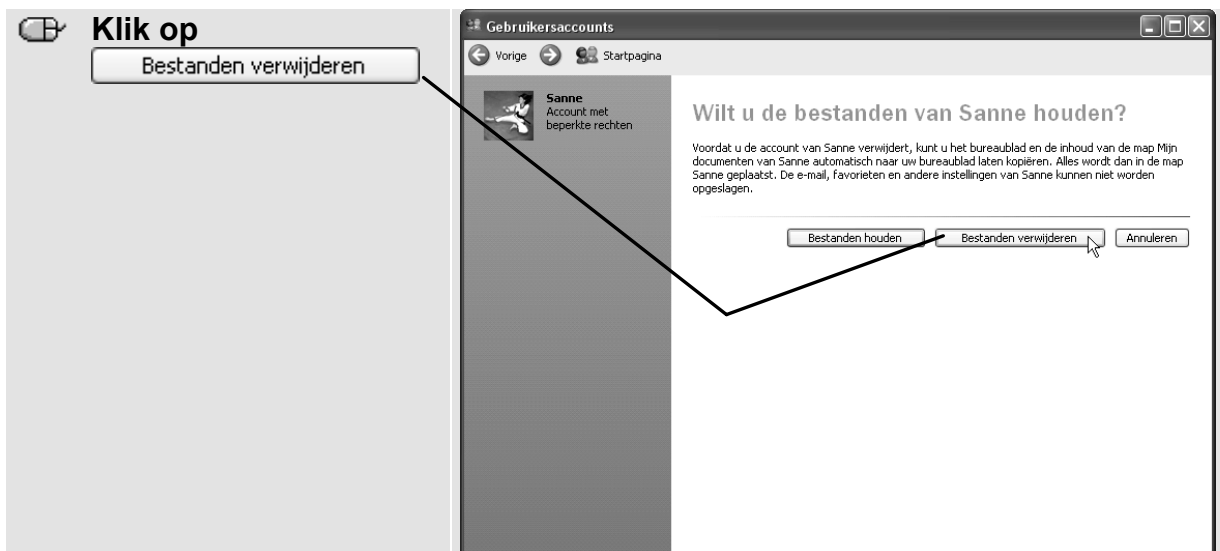 Klik op
Bestanden verwijderen
Gebruikersaccounts
Vorige Startpagina
Sanne
Account met
beperkte rechten
Wilt u de bestanden van Sanne houden?
Voordat u de account van Sanne verwijdert, kunt u het bureaublad en de inhoud van de map Mijn
documenten van Sanne automatisch naar uw bureaublad laten kopiëren. Alles wordt dan in de map
Sanne geplaatst. De e-mail, favorieten en andere instellingen van Sanne kunnen niet worden
opgeslagen.
Bestanden houden Bestanden verwijderen Annuleren